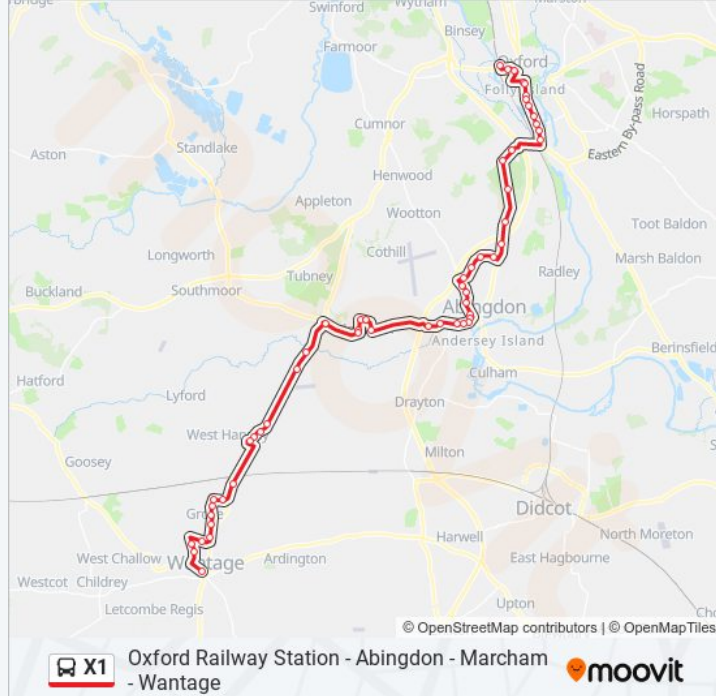 Swinford
Wytham
Binsey
Marston
Farmoor
Oxford
Folly Island
Eastern By-pass Road
Horspath
Cumnor
Standlake
Aston
Henwood
Appleton
Wootton
Toot Baldon
Cothill
Longworth
Radley
Marsh Baldon
Tubney
Buckland
Southmoor
Abingdon
Andersey Island
Berinsfield
Culham
Hatford
Lyford
Drayton
West Hanney
Goosey
Milton
Didcot
Grove
North Moreton
Harwell
West Challow
Wantage
Ardington
East Hagbourne
Westcot
Childrey
Letcombe Regis
Upton
© OpenStreetMap contributors | © OpenMapTiles
X1
Oxford Railway Station - Abingdon - Marcham
- Wantage
moovit